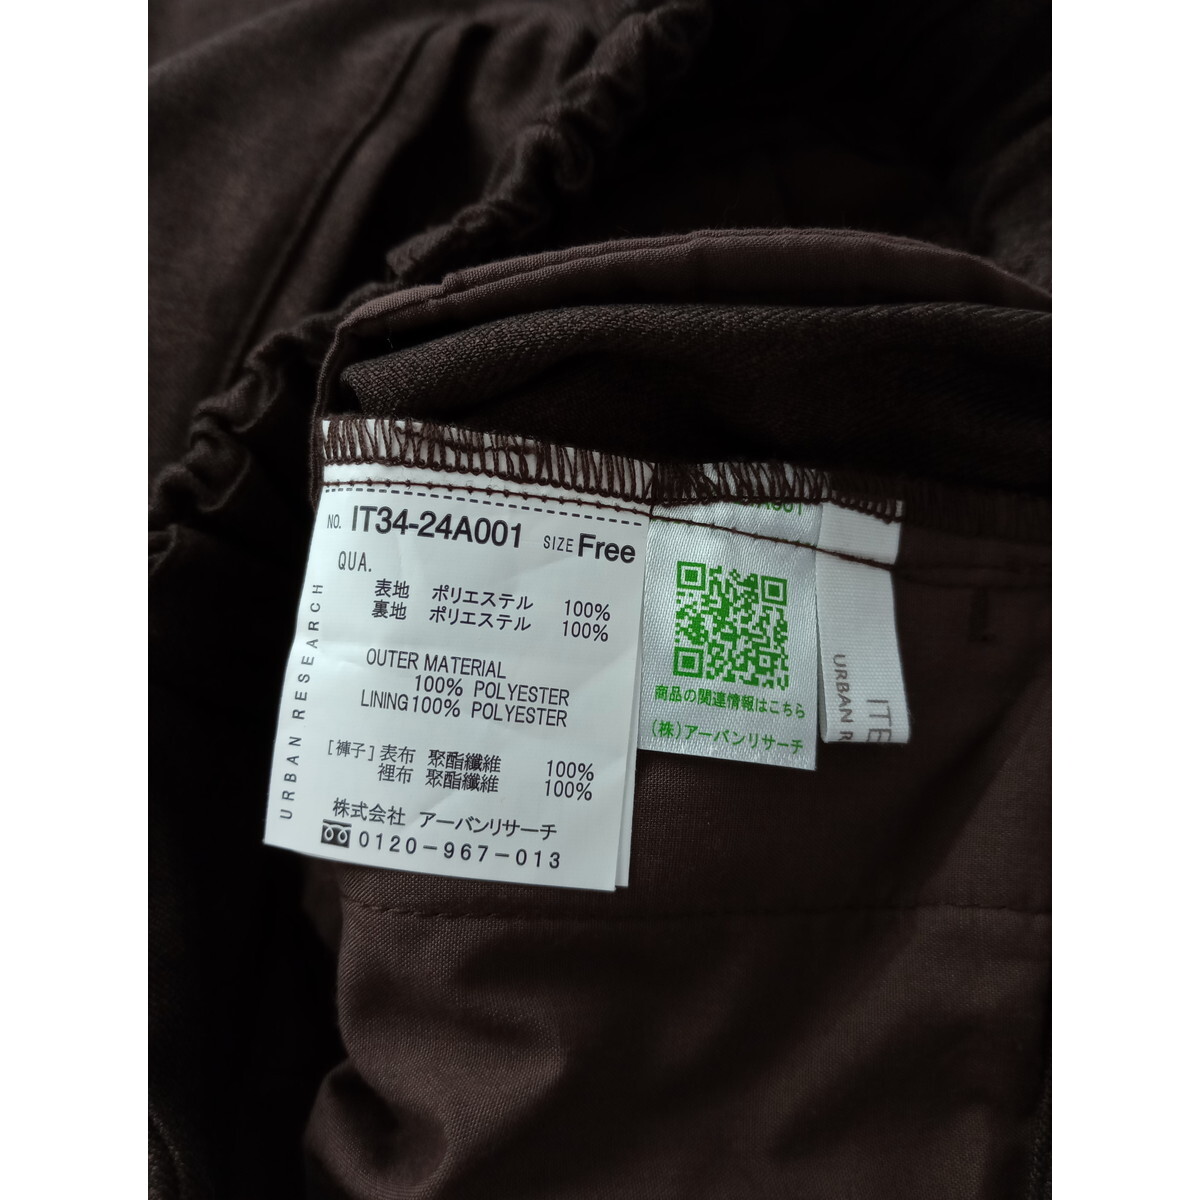 NO. IT34-24A001 SIZE Free
QUA.
表地 ポリエステル 100%
裏地 ポリエステル 100%
OUTER MATERIAL
100% POLYESTER
LINING100% POLYESTER
[褲子] 表布 聚酯纖維 100%
裡布 聚酯纖維 100%
株式会社 アーバンリサーチ
0120-967-013
URBAN RESEARCH
商品の関連情報はこちら
(株)アーバンリサーチ
URBAN R
ITE